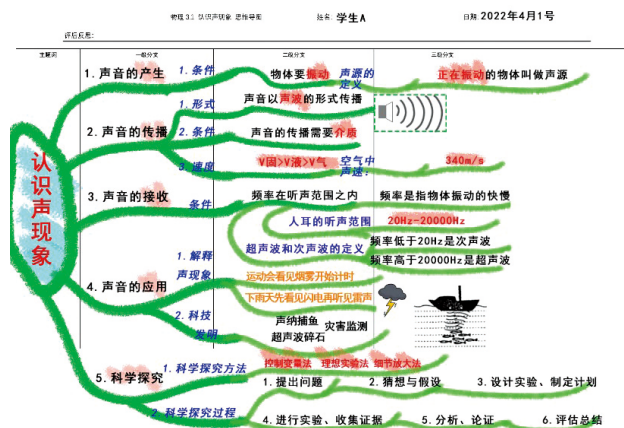 物理 3.1 认识声现象 思维导图 姓名: 学生A 日期:2022年4月1号
评后反思:
主题词 一级分支 二级分支 三级分支
认识声现象
1. 声音的产生
1. 条件
物体要振动
声源的定义
正在振动的物体叫做声源
2. 声音的传播
1. 形式
声音以声波的形式传播
2. 条件
声音的传播需要介质
3. 速度
V固>V液>V气
空气中声速:
340m/s
3. 声音的接收
条件
频率在听声范围之内
频率是指物体振动的快慢
人耳的听声范围
20Hz-20000Hz
超声波和次声波的定义
频率低于20Hz是次声波
频率高于20000Hz是超声波
4. 声音的应用
1. 解释声现象
运动会看见烟雾开始计时
下雨天先看见闪电再听见雷声
2. 科技发明
声纳捕鱼 灾害监测
超声波碎石
5. 科学探究
1. 科学探究方法
控制变量法 理想实验法 细节放大法
2 科学探究过程
1. 提出问题 2. 猜想与假设 3. 设计实验、制定计划
4. 进行实验、收集证据 5. 分析、论证 6. 评估总结